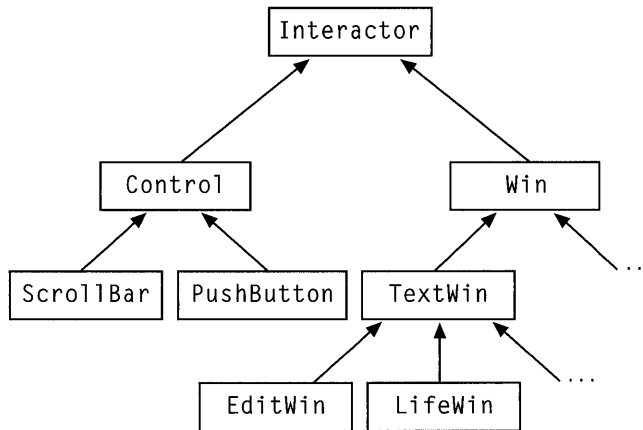 Interactor
Control
Win
ScrollBar
PushButton
TextWin
...
EditWin
LifeWin
...